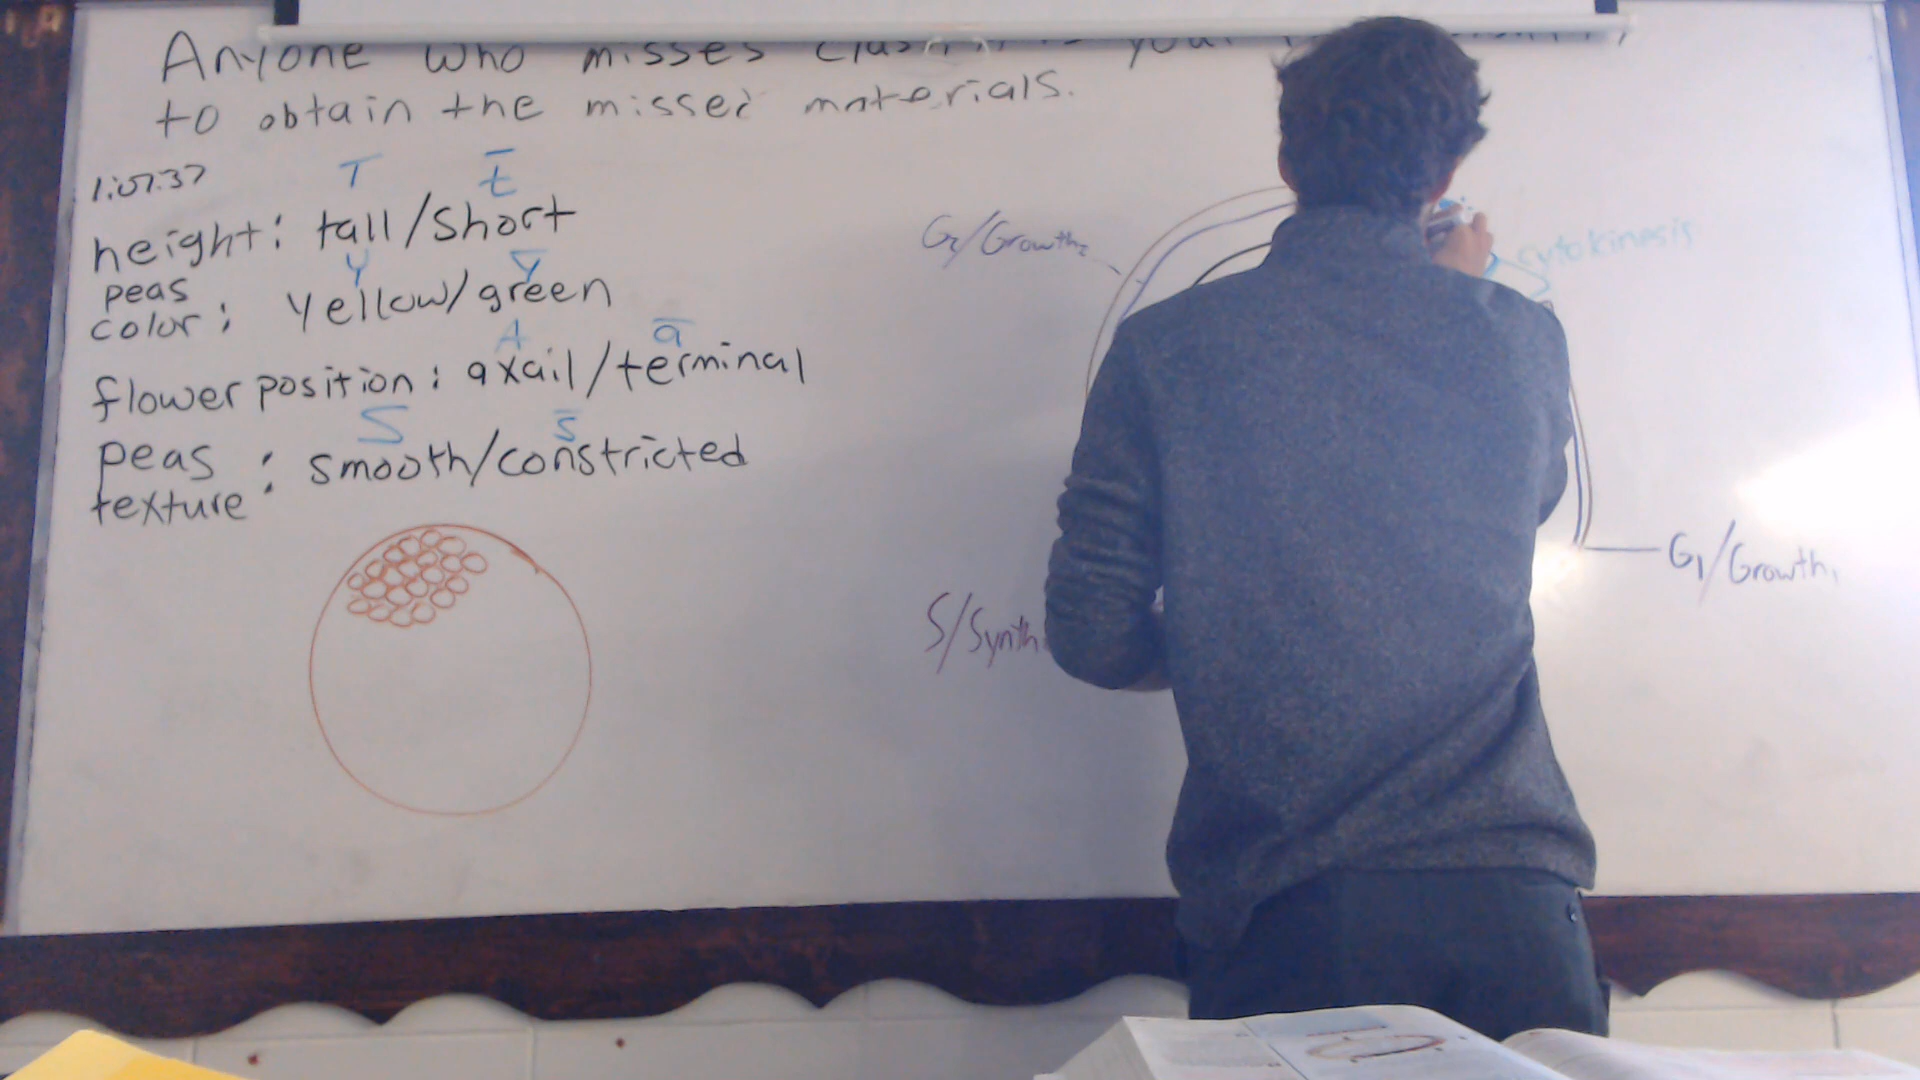 Anyone who misses class
to obtain the missed materials.
1:07:37
T t
height: tall/short
Y y
peas
color: Yellow/green
A a
flower position: axail/terminal
S s
peas
texture: smooth/constricted
G2/Growth2
cytokinesis
G1/Growth1
S/Synth